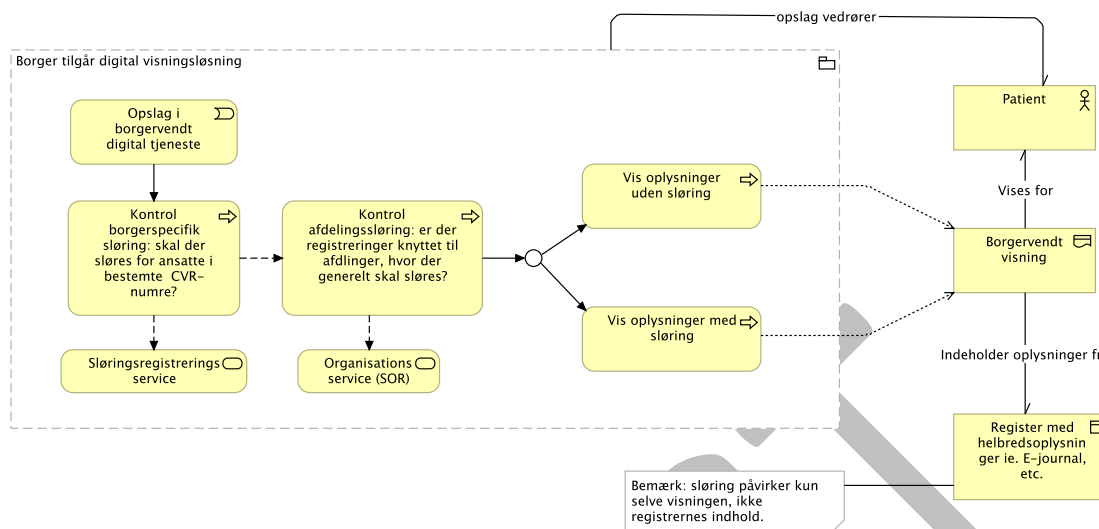 opslag vedrører
Borger tilgår digital visningsløsning
Opslag i
borgervendt
digital tjeneste
Patient
Vis oplysninger
uden sløring
Vises for
Kontrol
borgerspecifik
sløring: skal der
sløres for ansatte i
bestemte CVR-
numre?
Kontrol
afdelingssløring: er der
registreringer knyttet til
afdlinger, hvor der
generelt skal sløres?
Borgervendt
visning
Vis oplysninger med
sløring
Sløringsregistrerings
service
Organisations
service (SOR)
Indeholder oplysninger fr
Register med
helbredsoplysnin
ger ie. E-journal,
etc.
Bemærk: sløring påvirker kun
selve visningen, ikke
registrernes indhold.